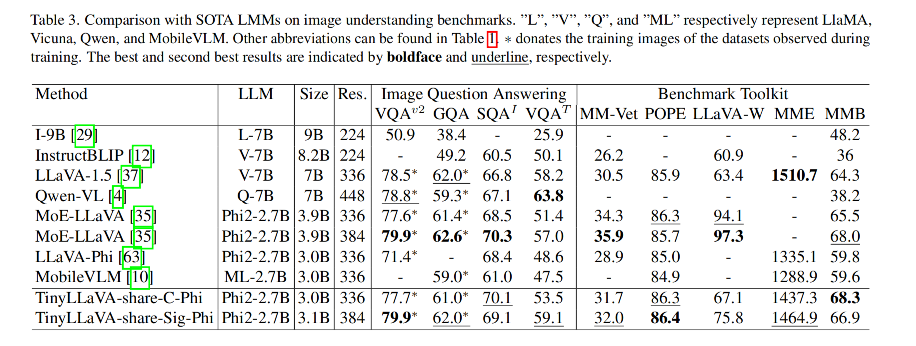 Table 3. Comparison with SOTA LMMs on image understanding benchmarks. ”L”, ”V”, ”Q”, and ”ML” respectively represent LlaMA,
Vicuna, Qwen, and MobileVLM. Other abbreviations can be found in Table 1. * donates the training images of the datasets observed during
training. The best and second best results are indicated by boldface and underline, respectively.
Method LLM Size Res. Image Question Answering Benchmark Toolkit
VQAᵛ² GQA SQAᴵ VQAᵀ MM-Vet POPE LLaVA-W MME MMB
I-9B [29] L-7B 9B 224 50.9 38.4 - 25.9 - - - - 48.2
InstructBLIP [12] V-7B 8.2B 224 - 49.2 60.5 50.1 26.2 - 60.9 - 36
LLaVA-1.5 [37] V-7B 7B 336 78.5* 62.0* 66.8 58.2 30.5 85.9 63.4 1510.7 64.3
Qwen-VL [4] Q-7B 7B 448 78.8* 59.3* 67.1 63.8 - - - - 38.2
MoE-LLaVA [35] Phi2-2.7B 3.9B 336 77.6* 61.4* 68.5 51.4 34.3 86.3 94.1 - 65.5
MoE-LLaVA [35] Phi2-2.7B 3.9B 384 79.9* 62.6* 70.3 57.0 35.9 85.7 97.3 - 68.0
LLaVA-Phi [63] Phi2-2.7B 3.0B 336 71.4* - 68.4 48.6 28.9 85.0 - 1335.1 59.8
MobileVLM [10] ML-2.7B 3.0B 336 - 59.0* 61.0 47.5 - 84.9 - 1288.9 59.6
TinyLLaVA-share-C-Phi Phi2-2.7B 3.0B 336 77.7* 61.0* 70.1 53.5 31.7 86.3 67.1 1437.3 68.3
TinyLLaVA-share-Sig-Phi Phi2-2.7B 3.1B 384 79.9* 62.0* 69.1 59.1 32.0 86.4 75.8 1464.9 66.9